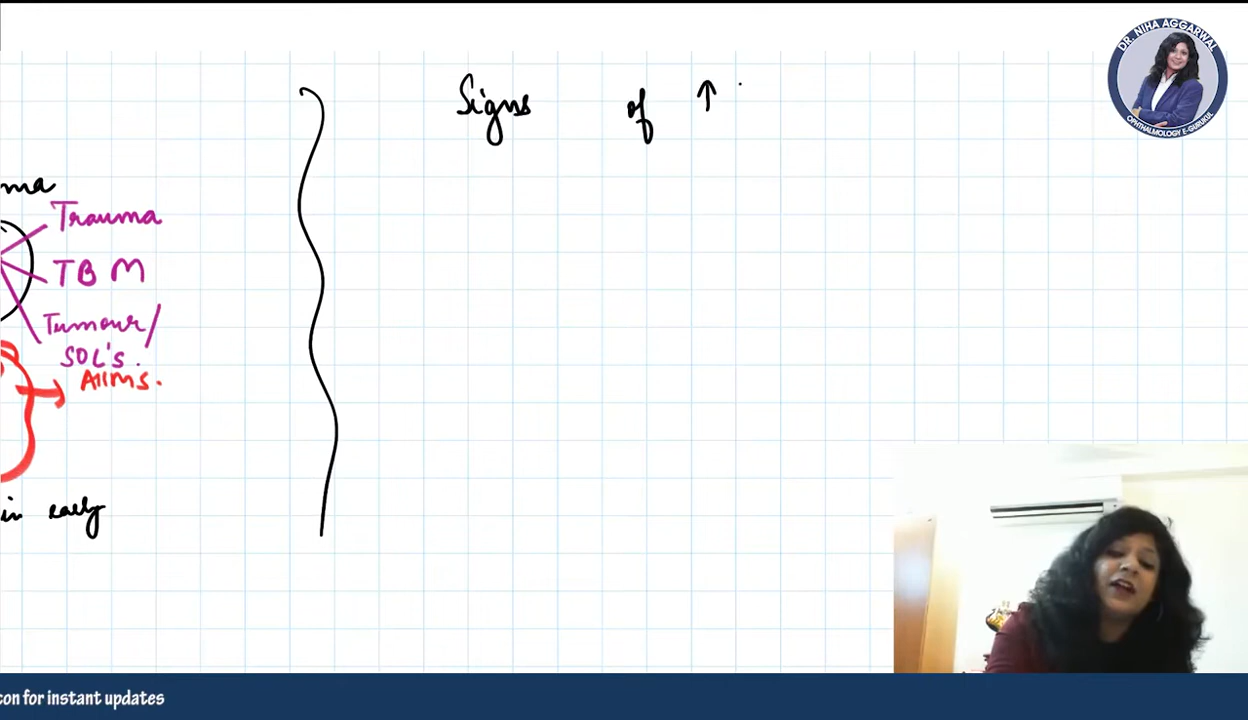 Signs of ↑
ma
Trauma
TBM
Tumour/
SOL's.
AIIMS.
in early
DR. NIHA AGGARWAL
OPHTHALMOLOGY E-GURUKUL
con for instant updates